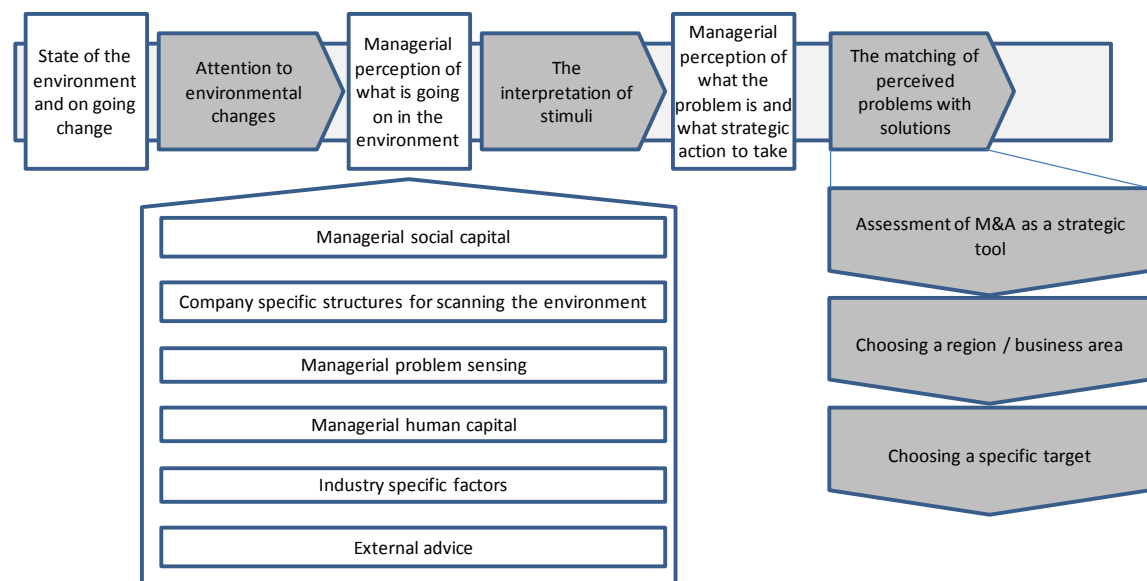 State of the
environment
and on going
change
Attention to
environmental
changes
Managerial
perception of
what is going
on in the
environment
The
interpretation of
stimuli
Managerial
perception of
what the
problem is and
what strategic
action to take
The matching of
perceived
problems with
solutions
Managerial social capital
Company specific structures for scanning the environment
Managerial problem sensing
Managerial human capital
Industry specific factors
External advice
Assessment of M&A as a strategic
tool
Choosing a region / business area
Choosing a specific target